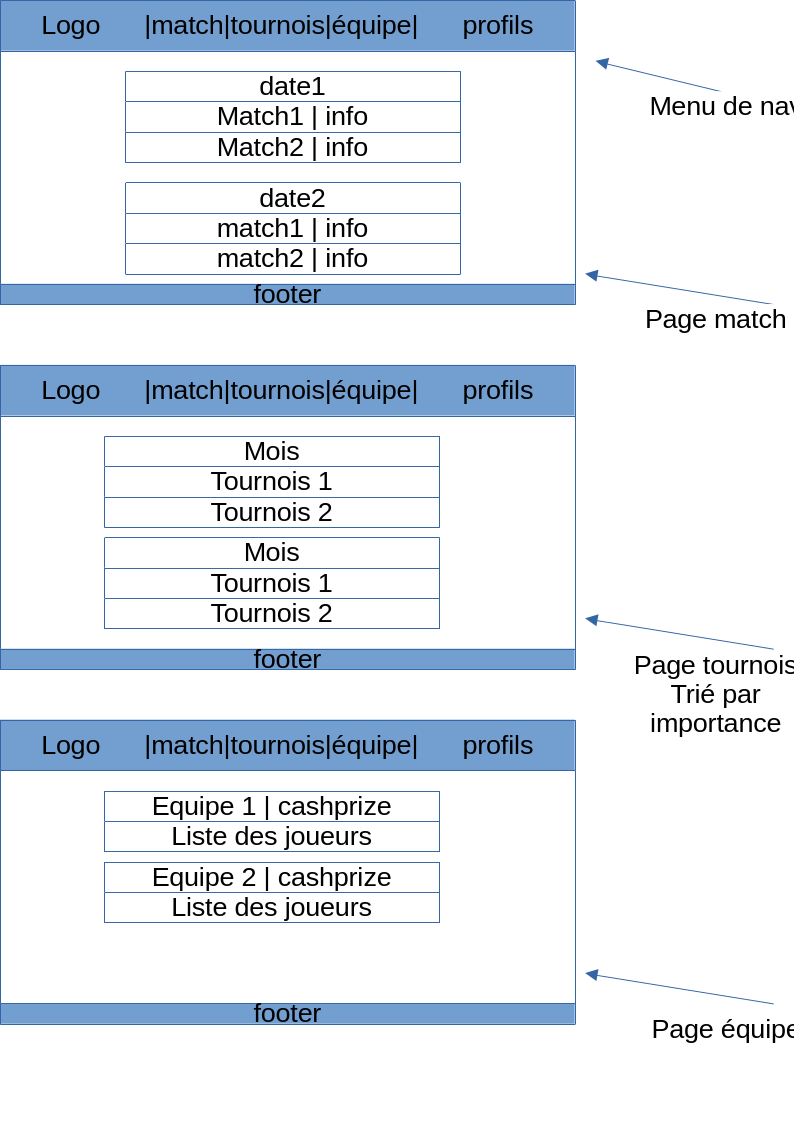 Logo |match|tournois|équipe| profils
date1
Match1 | info
Match2 | info
Menu de
date2
match1 | info
match2 | info
footer
Page match
Logo |match|tournois|équipe| profils
Mois
Tournois 1
Tournois 2
Mois
Tournois 1
Tournois 2
footer
Page tournois
Trié par
importance
Logo |match|tournois|équipe| profils
Equipe 1 | cashprize
Liste des joueurs
Equipe 2 | cashprize
Liste des joueurs
footer
Page équipe